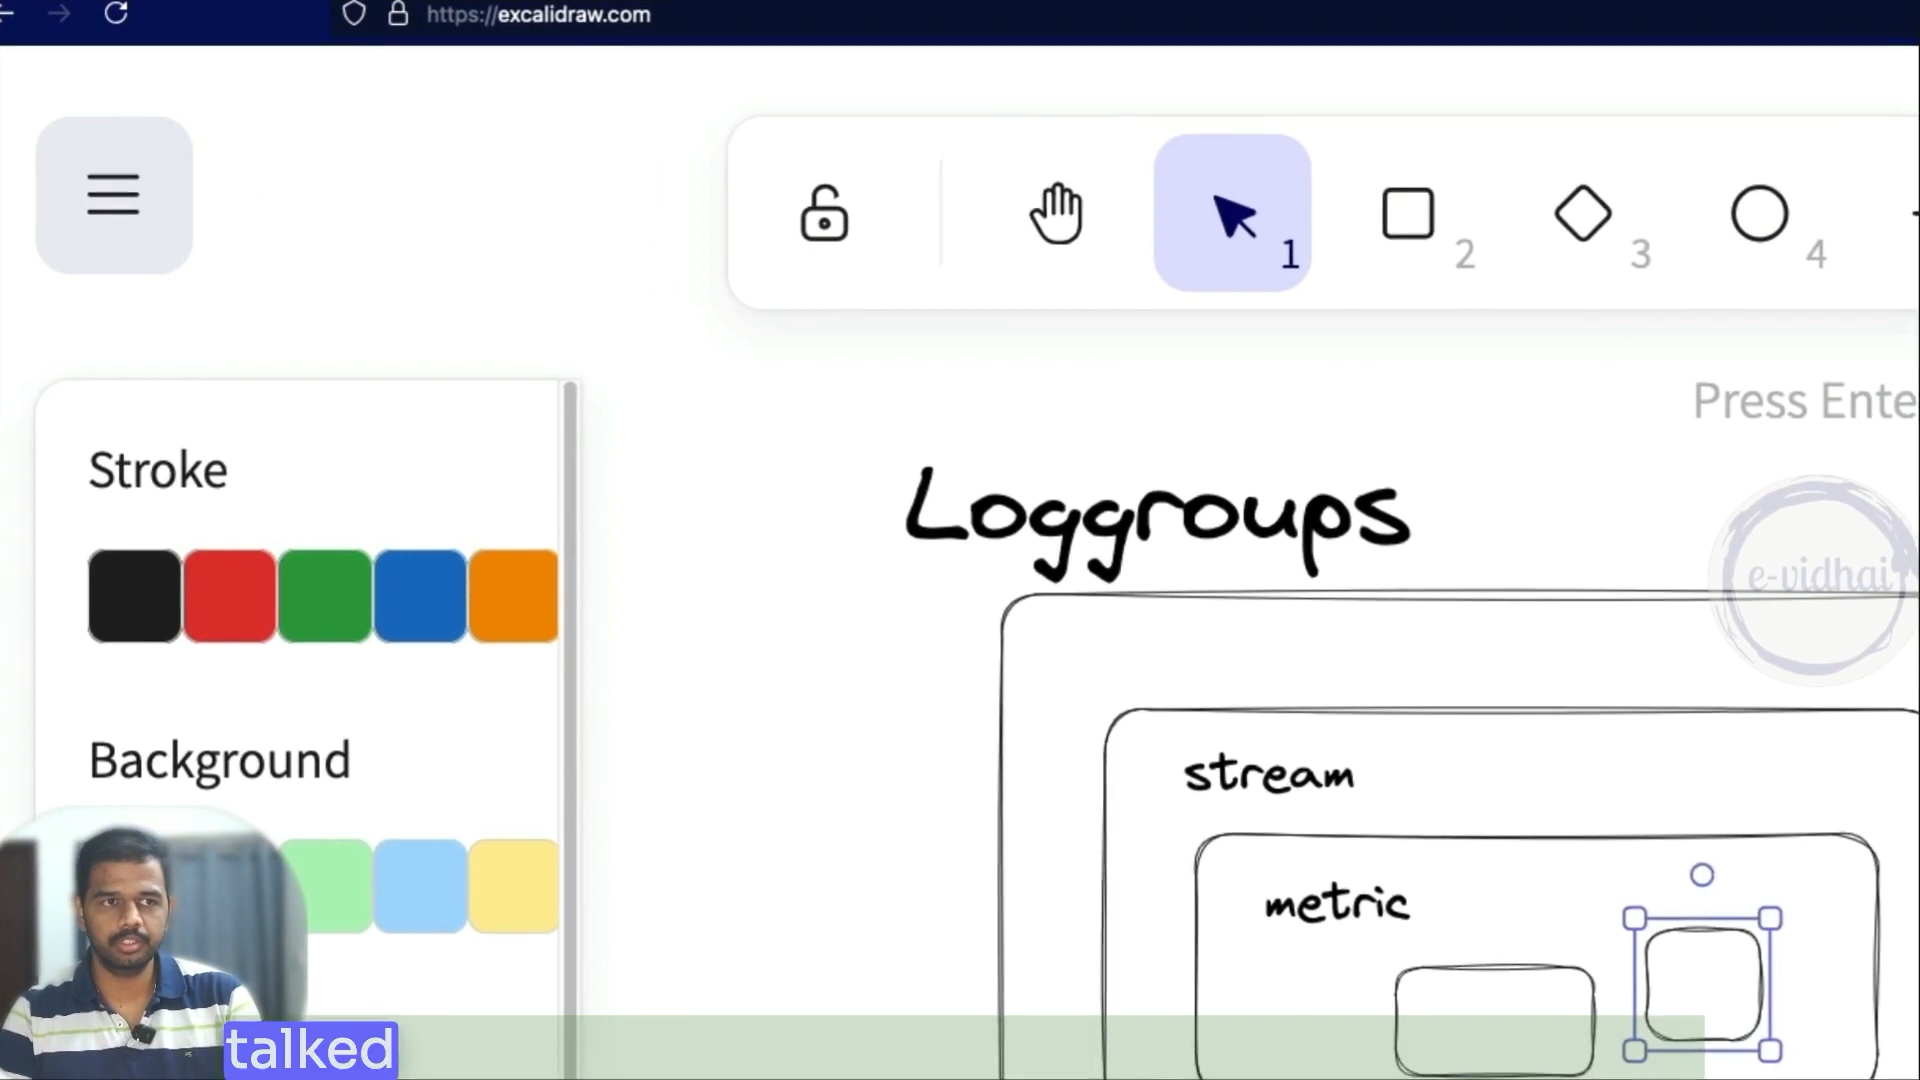 https://excalidraw.com
1
2
3
4
Press Ente
Stroke
Loggroups
e-vidhai
Background
stream
metric
talked